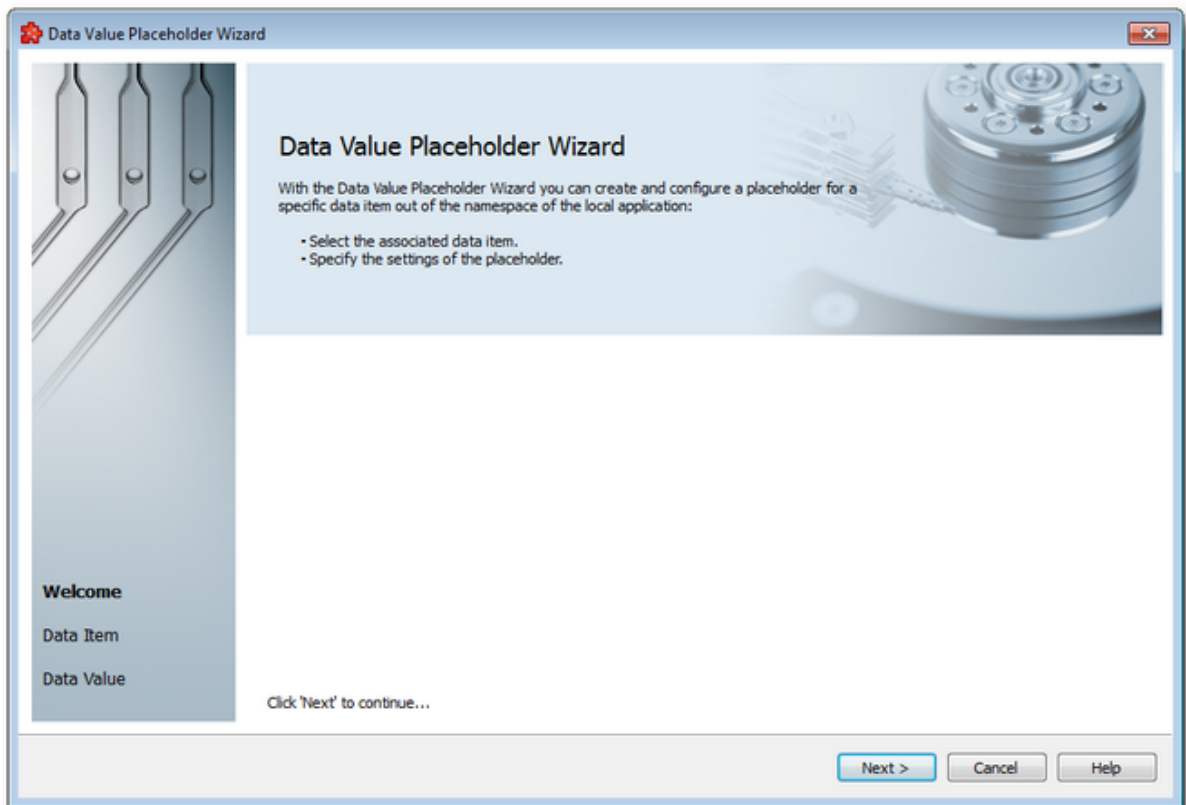 Data Value Placeholder Wizard
Data Value Placeholder Wizard
With the Data Value Placeholder Wizard you can create and configure a placeholder for a
specific data item out of the namespace of the local application:
• Select the associated data item.
• Specify the settings of the placeholder.
Welcome
Data Item
Data Value
Click 'Next' to continue...
Next >
Cancel
Help